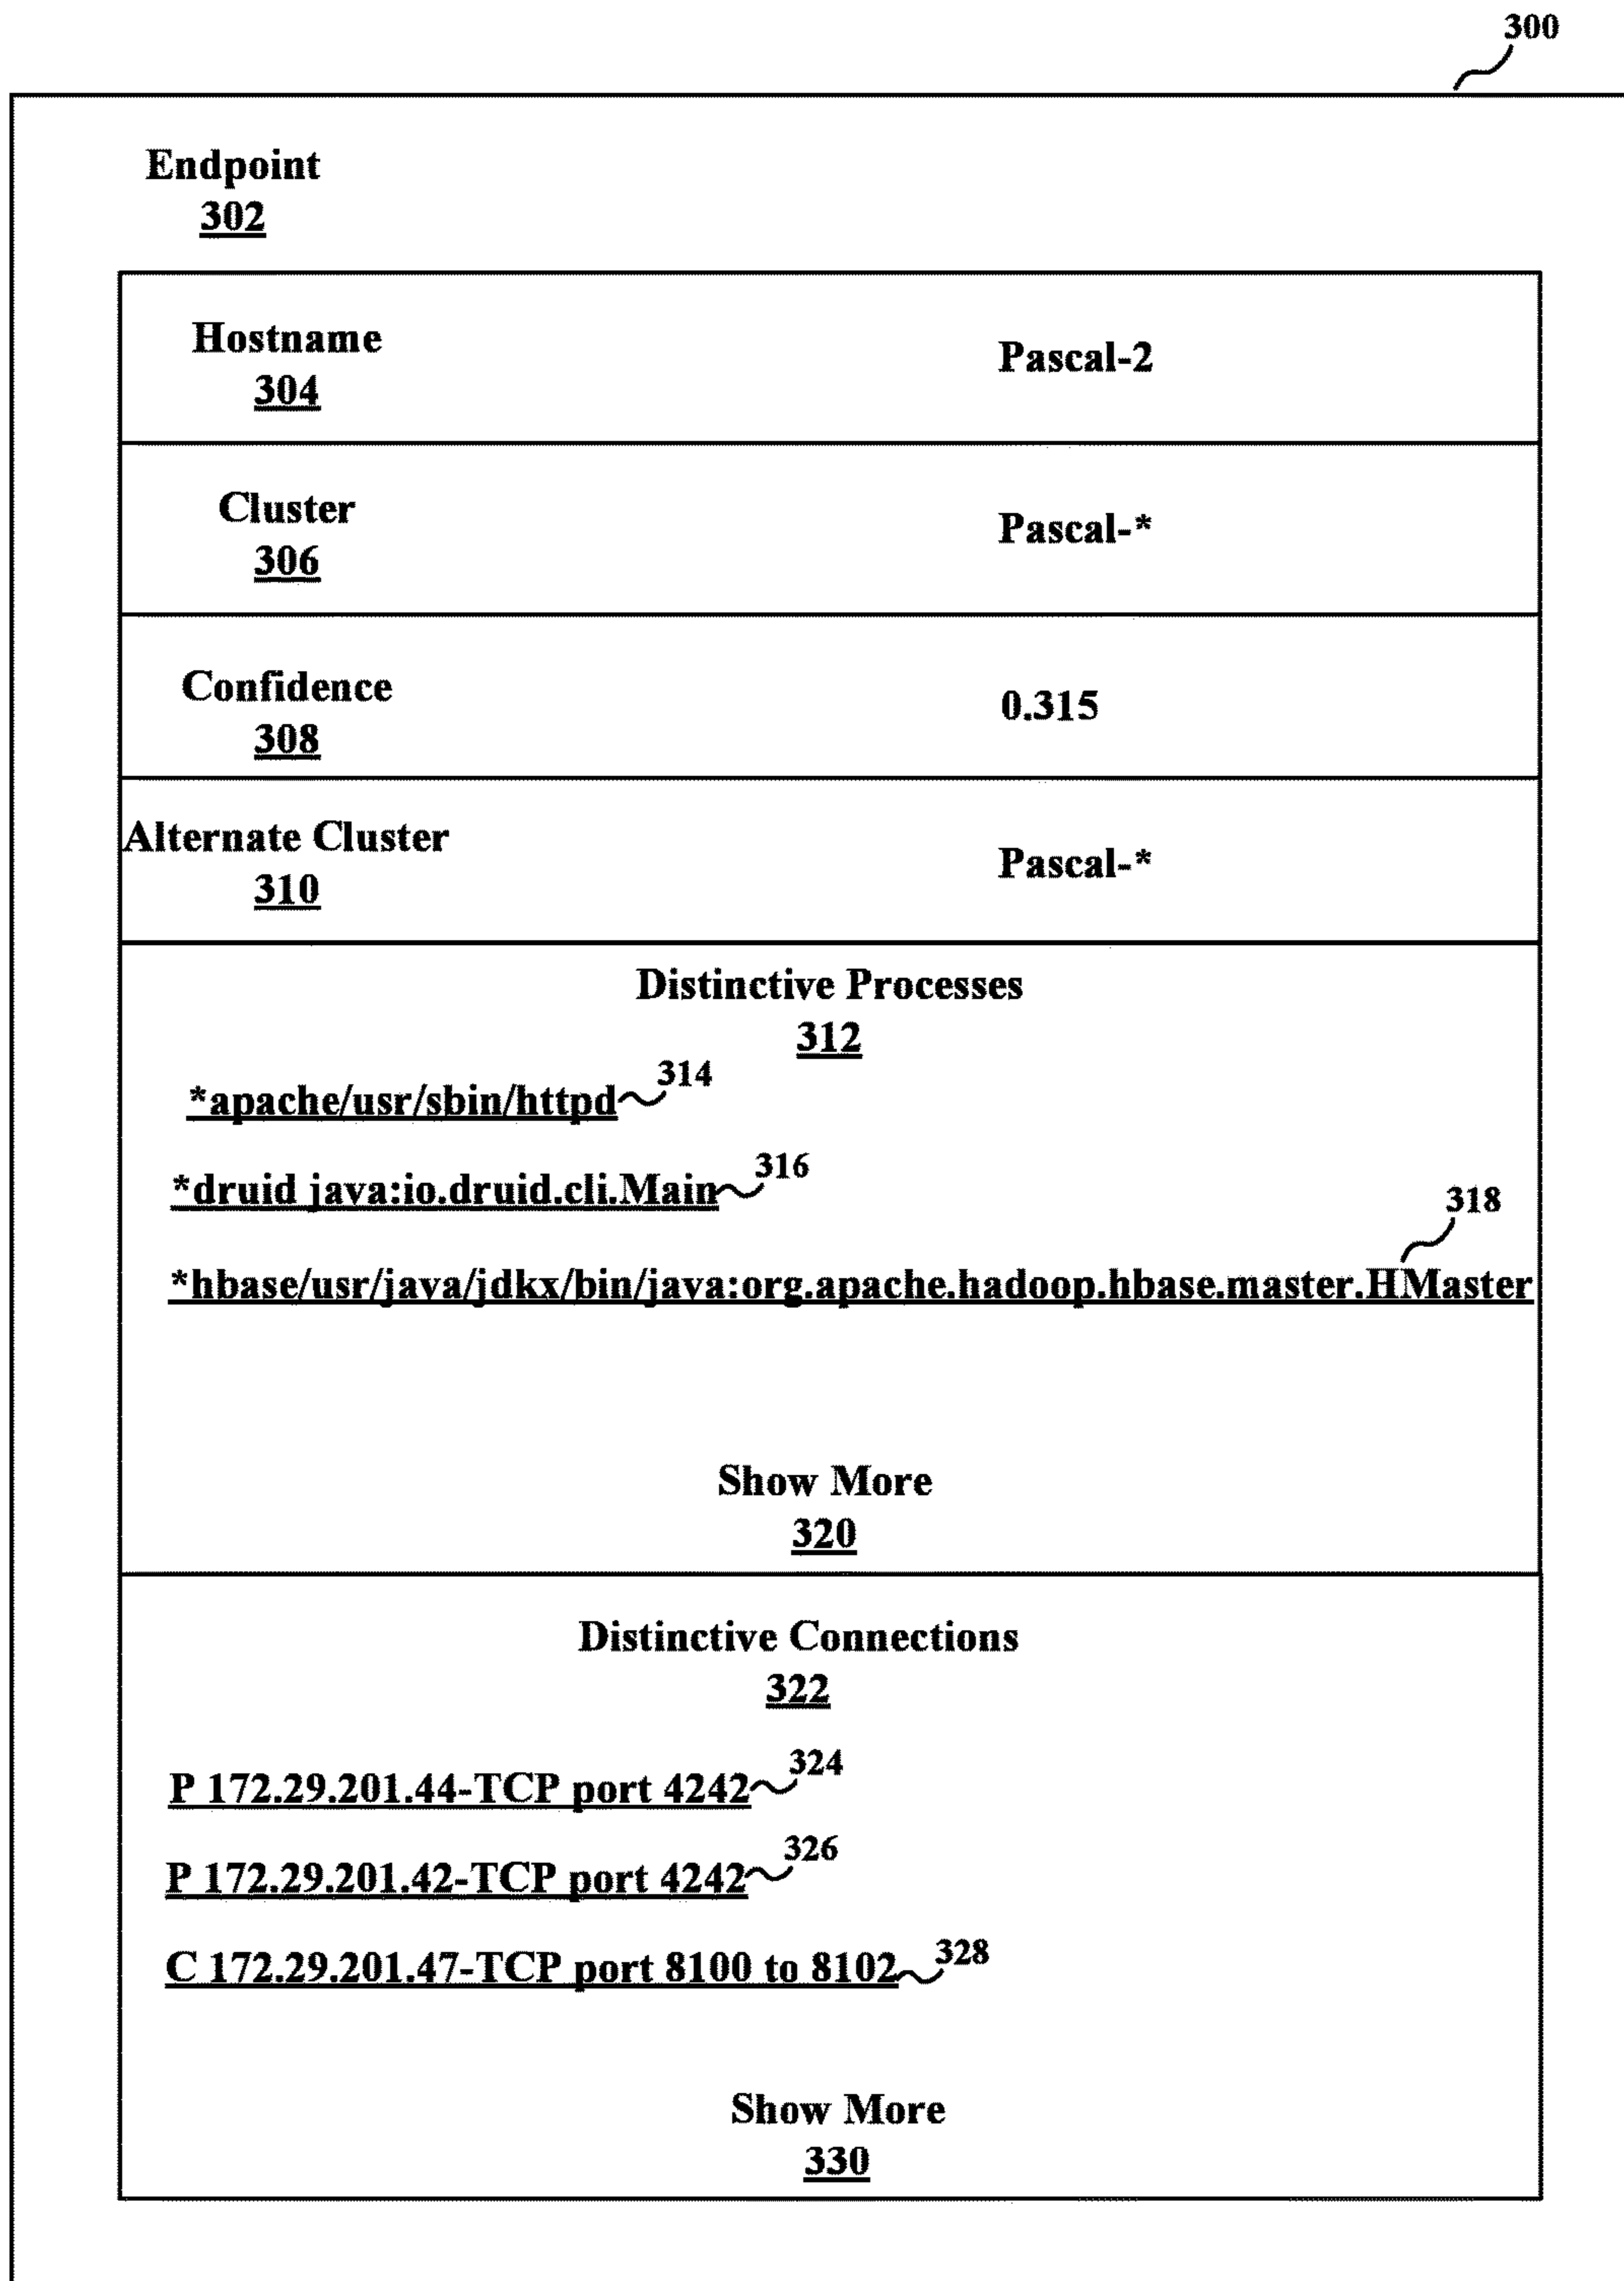 300
Endpoint
302
Hostname
304
Pascal-2
Cluster
306
Pascal-*
Confidence
308
0.315
Alternate Cluster
310
Pascal-*
Distinctive Processes
312
*apache/usr/sbin/httpd 314
*druid java:io.druid.cli.Main 316
318
*hbase/usr/java/jdkx/bin/java:org.apache.hadoop.hbase.master.HMaster
Show More
320
Distinctive Connections
322
P 172.29.201.44-TCP port 4242 324
P 172.29.201.42-TCP port 4242 326
C 172.29.201.47-TCP port 8100 to 8102 328
Show More
330